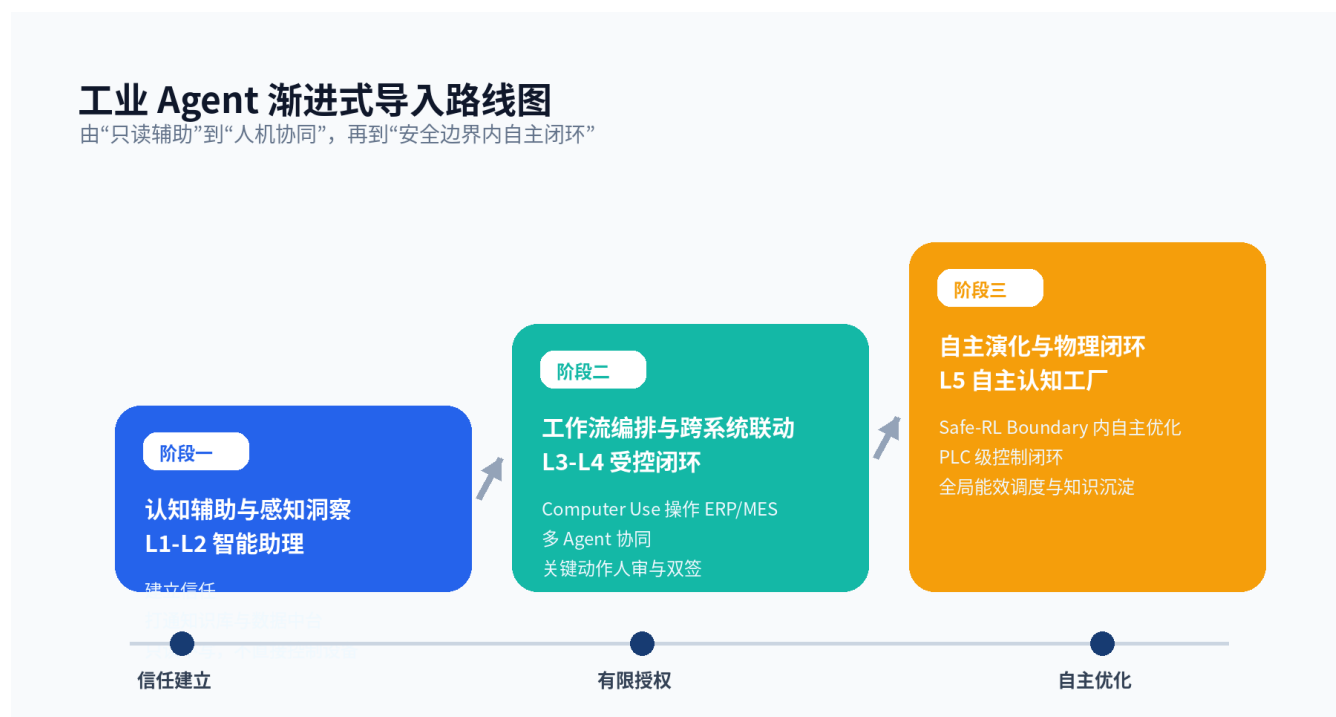 工业 Agent 渐进式导入路线图
由“只读辅助”到“人机协同”，再到“安全边界内自主闭环”
阶段一
认知辅助与感知洞察
L1-L2 智能助理
建立信任
阶段二
工作流编排与跨系统联动
L3-L4 受控闭环
Computer Use 操作 ERP/MES
多 Agent 协同
关键动作人审与双签
阶段三
自主演化与物理闭环
L5 自主认知工厂
Safe-RL Boundary 内自主优化
PLC 级控制闭环
全局能效调度与知识沉淀
信任建立
有限授权
自主优化